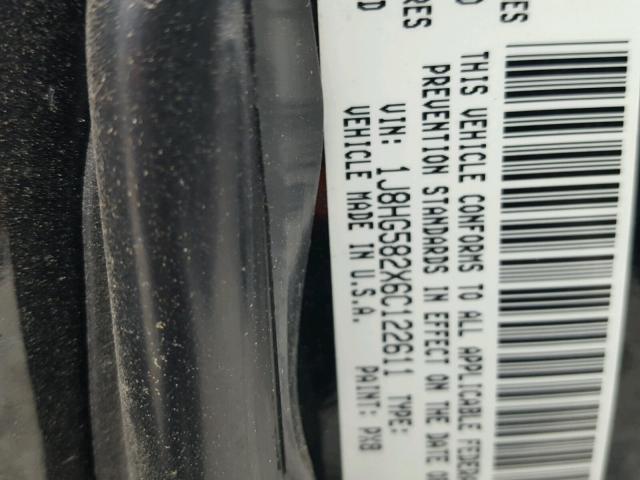 THIS VEHICLE CONFORMS TO ALL APPLICABLE
PREVENTION STANDARDS IN EFFECT ON THE DATE
VIN: 1J8HG582X6C122611 TYPE:
VEHICLE MADE IN U.S.A. PAINT: PX8